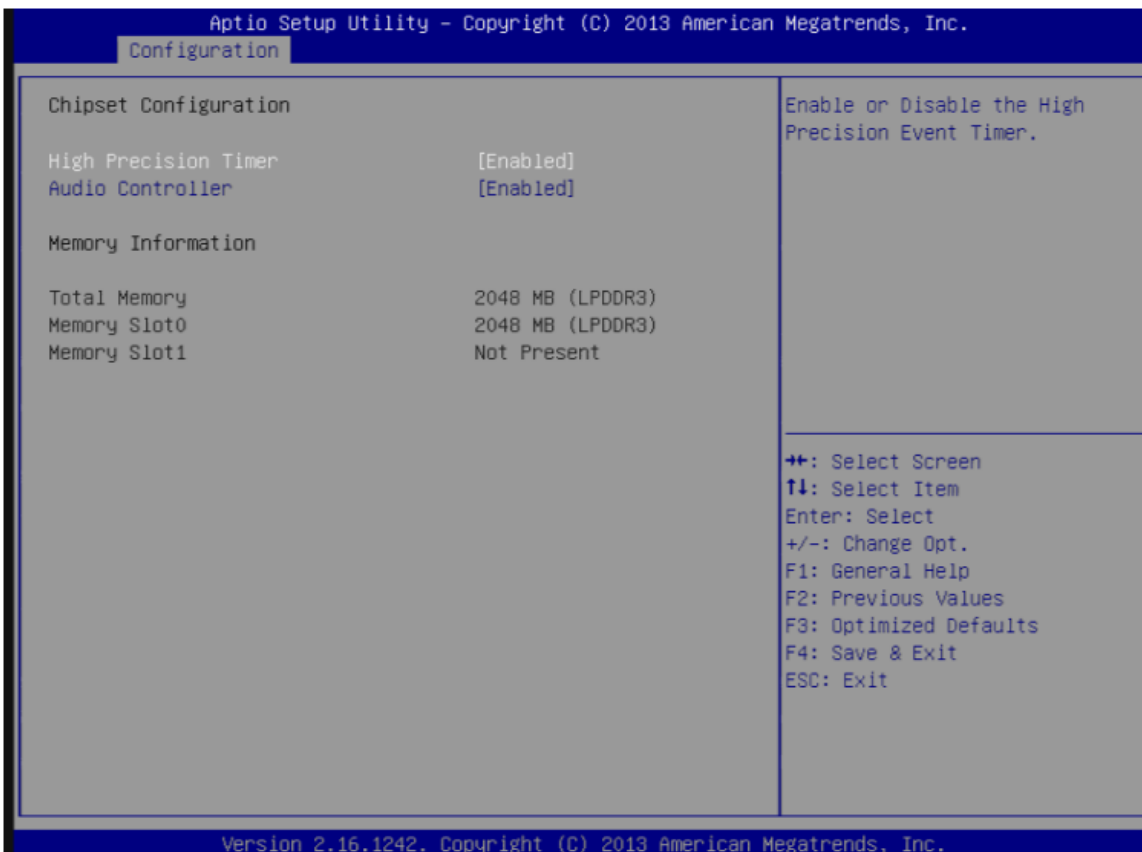 Aptio Setup Utility – Copyright (C) 2013 American Megatrends, Inc.
Configuration
Chipset Configuration
High Precision Timer [Enabled]
Audio Controller [Enabled]
Memory Information
Total Memory 2048 MB (LPDDR3)
Memory Slot0 2048 MB (LPDDR3)
Memory Slot1 Not Present
Enable or Disable the High
Precision Event Timer.
→←: Select Screen
↑↓: Select Item
Enter: Select
+/-: Change Opt.
F1: General Help
F2: Previous Values
F3: Optimized Defaults
F4: Save & Exit
ESC: Exit
Version 2.16.1242. Copyright (C) 2013 American Megatrends, Inc.